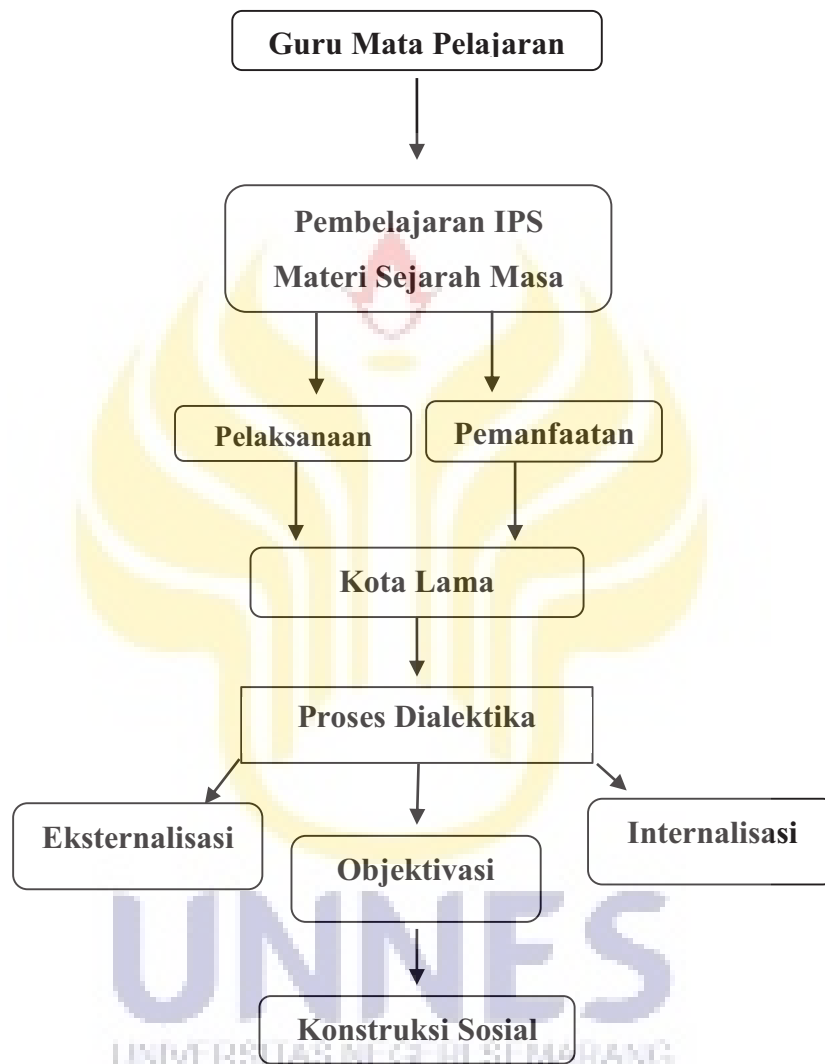 Guru Mata Pelajaran
Pembelajaran IPS
Materi Sejarah Masa
Pelaksanaan
Pemanfaatan
Kota Lama
Proses Dialektika
Eksternalisasi
Objektivasi
Internalisasi
UNNES
Konstruksi Sosial
UNIVERSITAS NEGERI SEMARANG